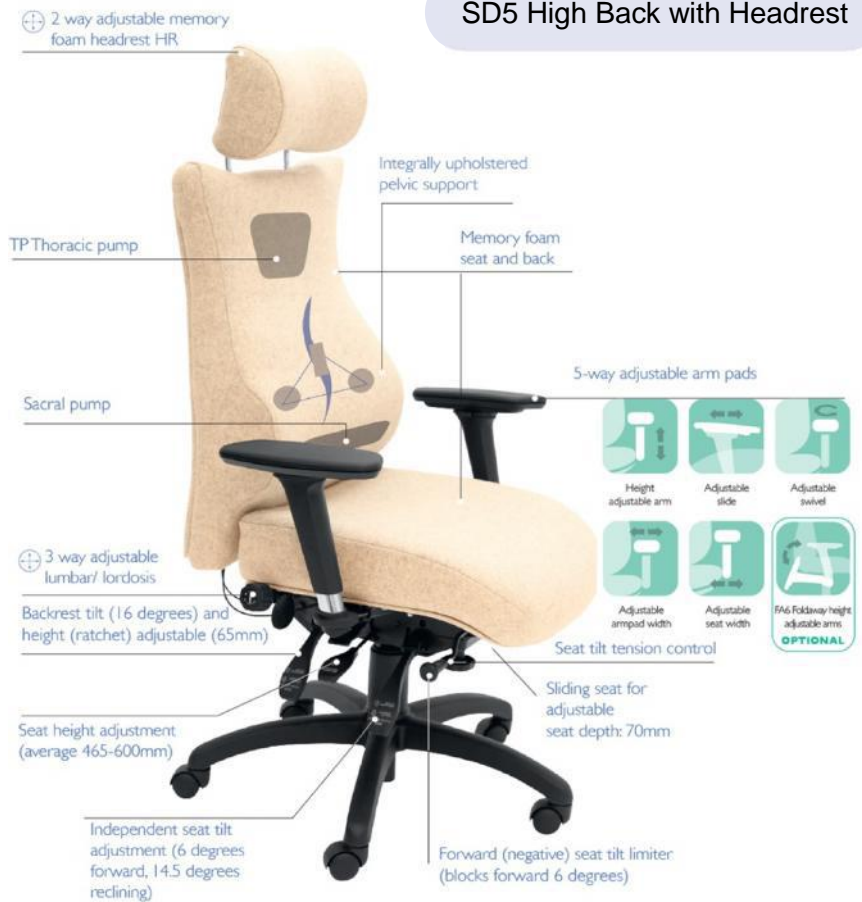 SD5 High Back with Headrest
2 way adjustable memory
foam headrest HR
Integrally upholstered
pelvic support
TP Thoracic pump
Memory foam
seat and back
5-way adjustable arm pads
Sacral pump
Height
adjustable arm
Adjustable
slide
Adjustable
swivel
3 way adjustable
lumbar/ lordosis
Adjustable
armpad width
Adjustable
seat width
FA6 Foldaway height
adjustable arms
OPTIONAL
Backrest tilt (16 degrees) and
height (ratchet) adjustable (65mm)
Seat tilt tension control
Sliding seat for
adjustable
seat depth: 70mm
Seat height adjustment
(average 465-600mm)
Independent seat tilt
adjustment (6 degrees
forward, 14.5 degrees
reclining)
Forward (negative) seat tilt limiter
(blocks forward 6 degrees)